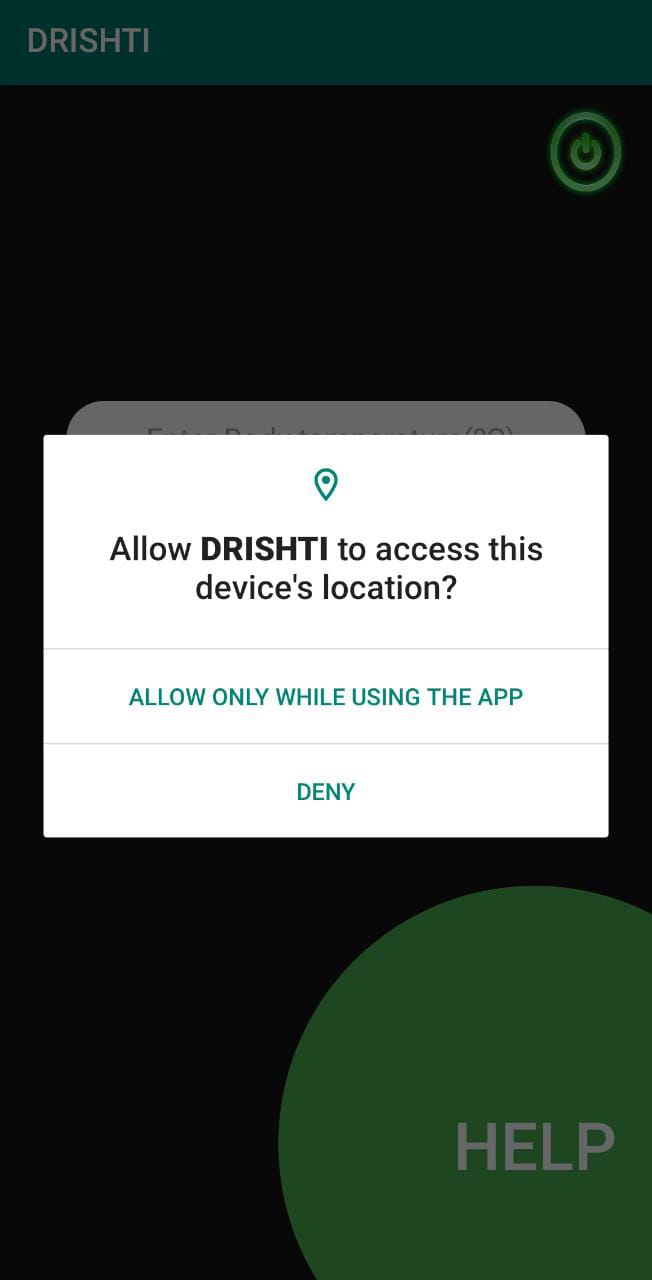 DRISHTI
Enter Body temperature(ºC)
Allow DRISHTI to access this
device's location?
ALLOW ONLY WHILE USING THE APP
DENY
HELP